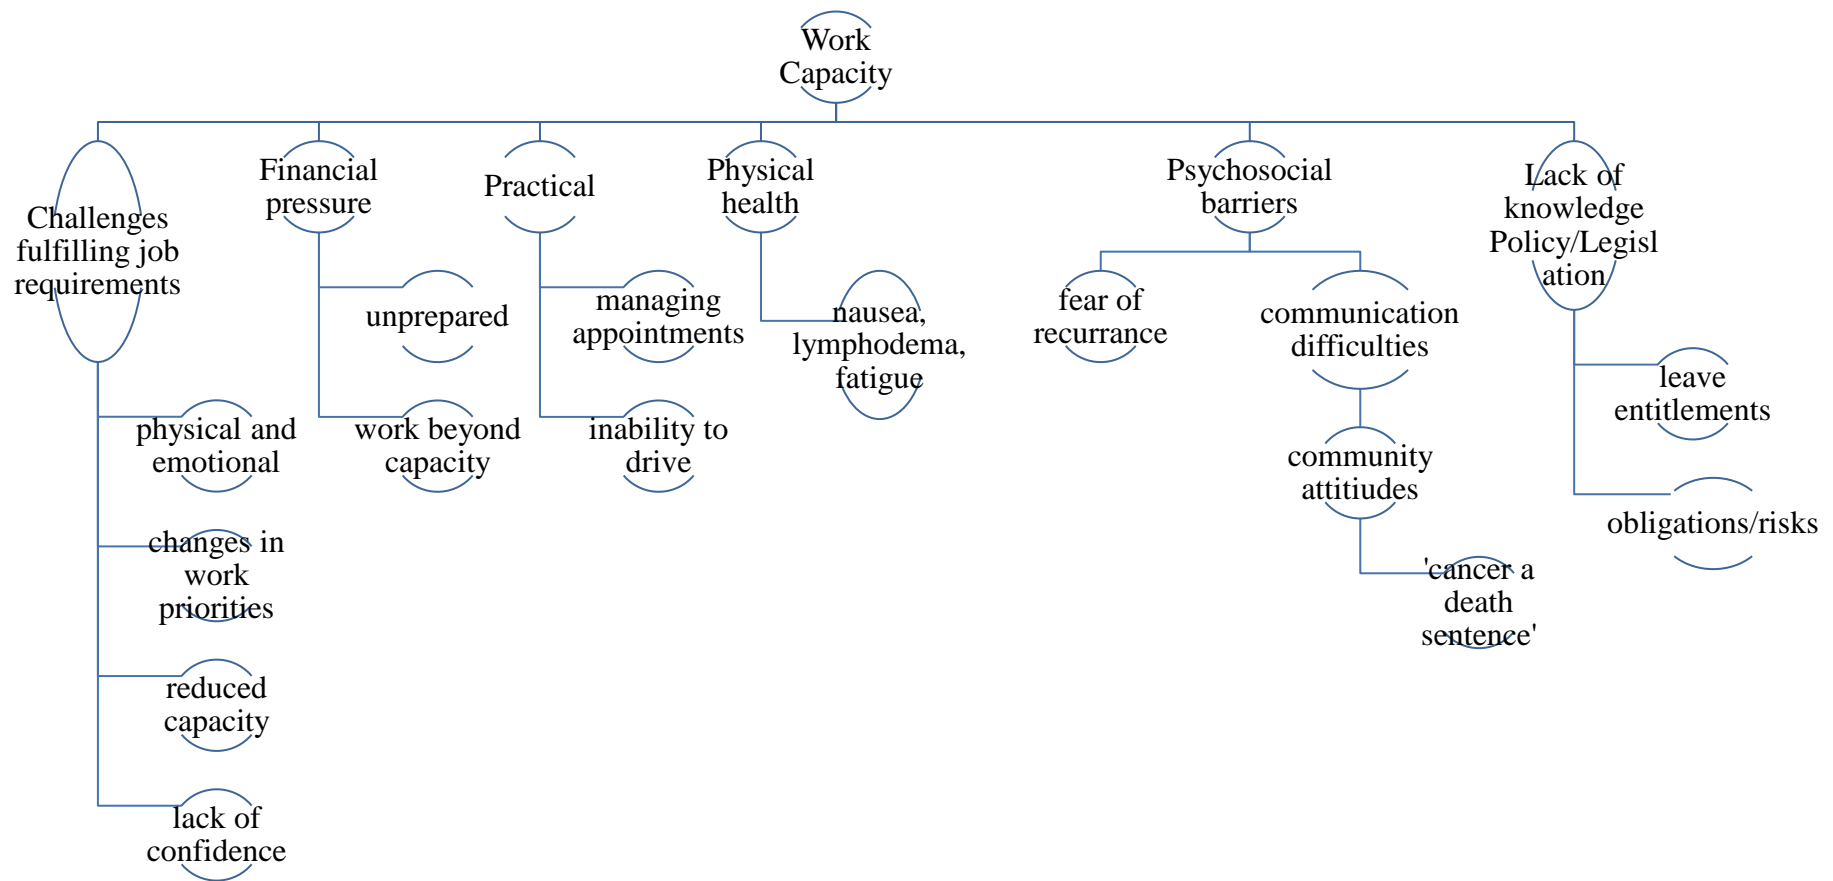 Work
Capacity
Challenges
fulfilling job
requirements
physical and
emotional
changes in
work
priorities
reduced
capacity
lack of
confidence
Financial
pressure
unprepared
work beyond
capacity
Practical
managing
appointments
inability to
drive
Physical
health
nausea,
lymphodema,
fatigue
Psychosocial
barriers
fear of
recurrance
communication
difficulties
community
attitiudes
'cancer a
death
sentence'
Lack of
knowledge
Policy/Legisl
ation
leave
entitlements
obligations/risks